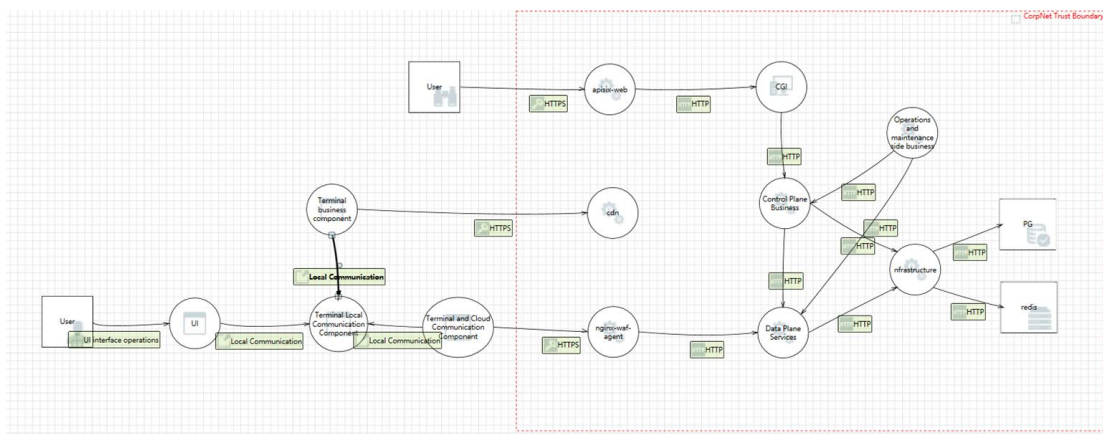 CorpNet Trust Boundary
User
HTTPS
apisix-web
HTTP
CGI
HTTP
Operations
and
maintenance
side business
HTTP
HTTP
Terminal
business
component
HTTPS
cdn
Control Plane
Business
HTTP
HTTP
nfrastructure
HTTP
PG
HTTP
redis
Local Communication
User
UI interface operations
UI
Local Communication
Terminal Local
Communication
Component
Local Communication
Terminal and Cloud
Communication
Component
HTTPS
nginx-waf-
agent
HTTP
Data Plane
Services
HTTP